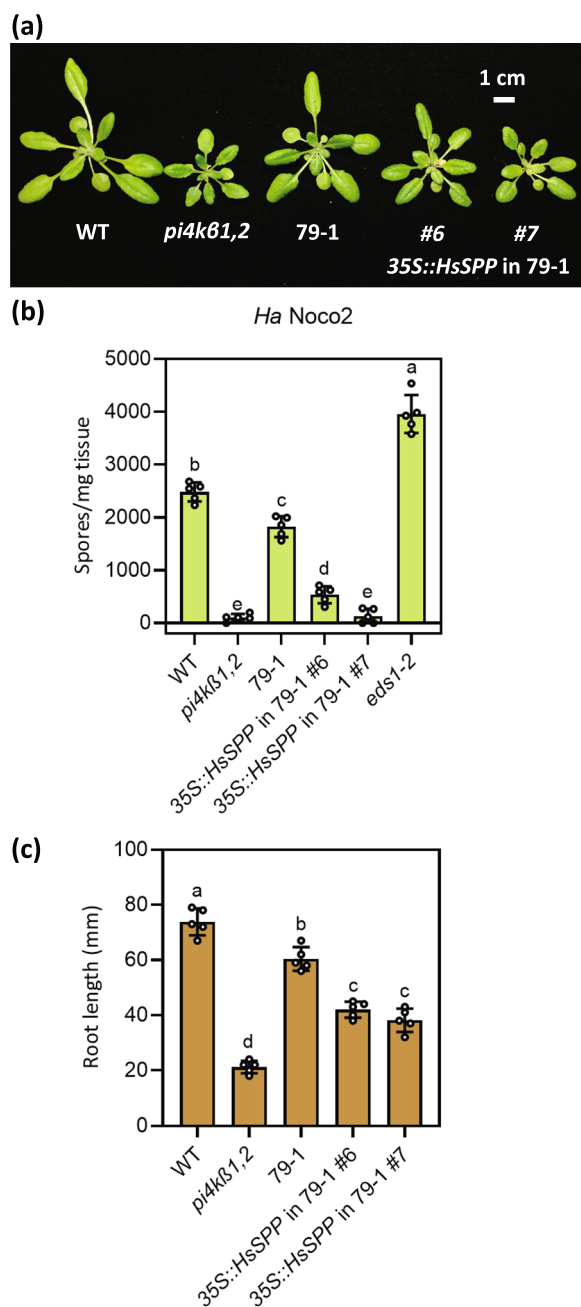 (a)
1 cm
WT
pi4kß1,2
79-1
#6
#7
35S::HsSPP in 79-1
(b)
Ha Noco2
Spores/mg tissue
5000
4000
3000
2000
1000
0
b
e
c
d
e
a
WT
pi4kß1,2
79-1
35S::HsSPP in 79-1 #6
35S::HsSPP in 79-1 #7
eds1-2
(c)
Root length (mm)
100
80
60
40
20
0
a
d
b
c
c
WT
pi4kß1,2
79-1
35S::HsSPP in 79-1 #6
35S::HsSPP in 79-1 #7